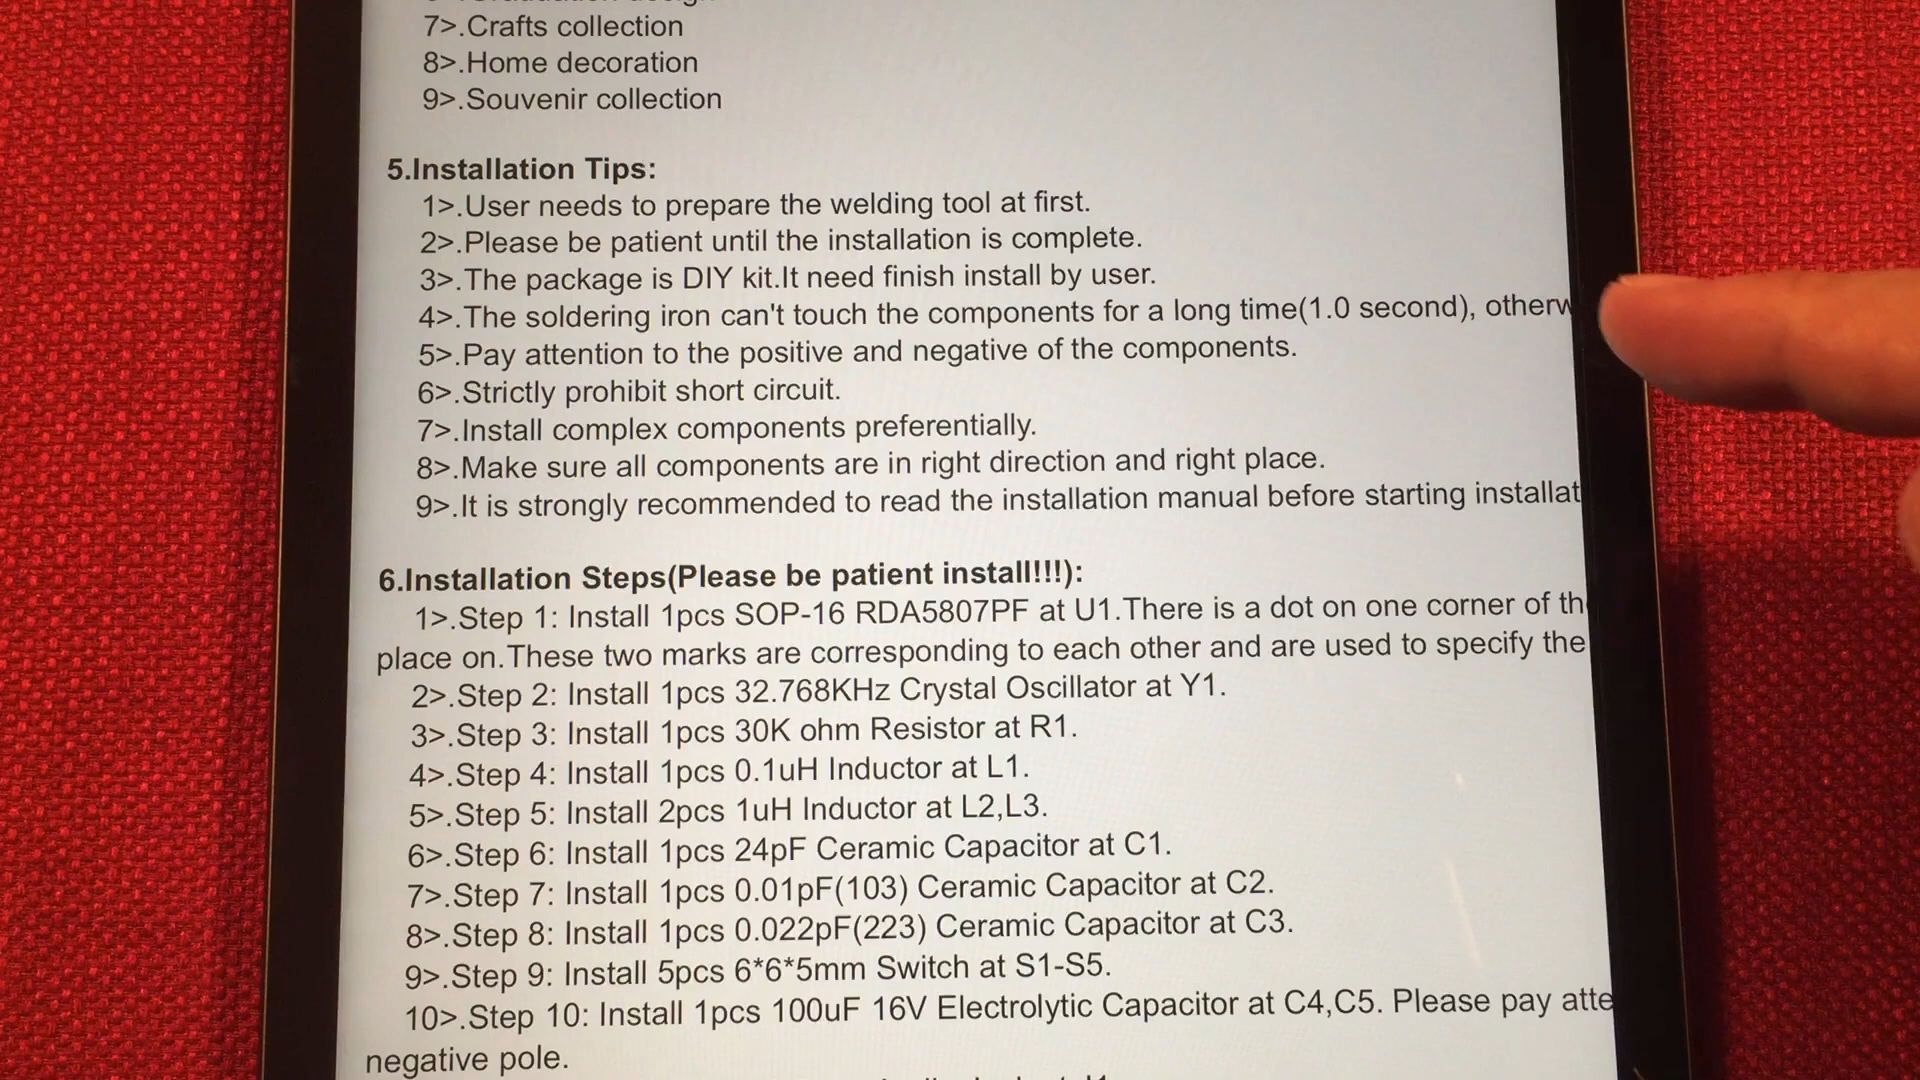 7>.Crafts collection
8>.Home decoration
9>.Souvenir collection
5.Installation Tips:
1>.User needs to prepare the welding tool at first.
2>.Please be patient until the installation is complete.
3>.The package is DIY kit.It need finish install by user.
4>.The soldering iron can't touch the components for a long time(1.0 second), otherw
5>.Pay attention to the positive and negative of the components.
6>.Strictly prohibit short circuit.
7>.Install complex components preferentially.
8>.Make sure all components are in right direction and right place.
9>.It is strongly recommended to read the installation manual before starting installat
6.Installation Steps(Please be patient install!!!):
1>.Step 1: Install 1pcs SOP-16 RDA5807PF at U1.There is a dot on one corner of th
place on.These two marks are corresponding to each other and are used to specify the
2>.Step 2: Install 1pcs 32.768KHz Crystal Oscillator at Y1.
3>.Step 3: Install 1pcs 30K ohm Resistor at R1.
4>.Step 4: Install 1pcs 0.1uH Inductor at L1.
5>.Step 5: Install 2pcs 1uH Inductor at L2,L3.
6>.Step 6: Install 1pcs 24pF Ceramic Capacitor at C1.
7>.Step 7: Install 1pcs 0.01pF(103) Ceramic Capacitor at C2.
8>.Step 8: Install 1pcs 0.022pF(223) Ceramic Capacitor at C3.
9>.Step 9: Install 5pcs 6*6*5mm Switch at S1-S5.
10>.Step 10: Install 1pcs 100uF 16V Electrolytic Capacitor at C4,C5. Please pay atte
negative pole.